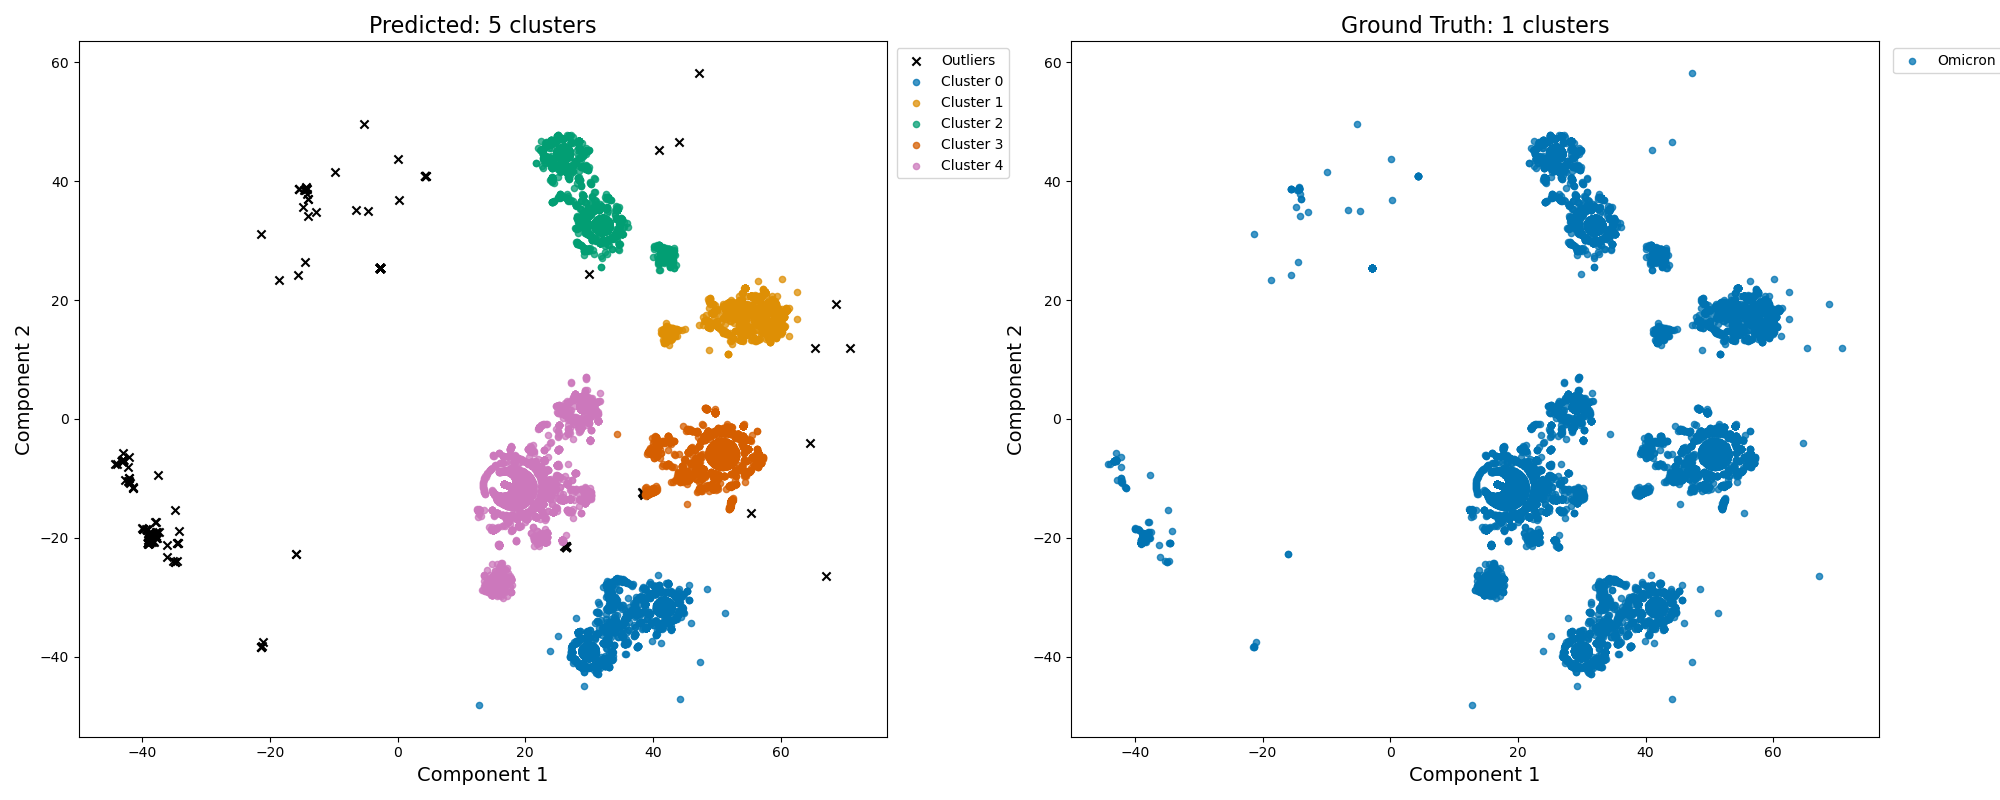 Predicted: 5 clusters
60
40
20
0
−20
−40
Component 2
−40
−20
0
20
40
60
Component 1
Outliers
Cluster 0
Cluster 1
Cluster 2
Cluster 3
Cluster 4
Ground Truth: 1 clusters
60
40
20
0
−20
−40
Component 2
−40
−20
0
20
40
60
Component 1
Omicron